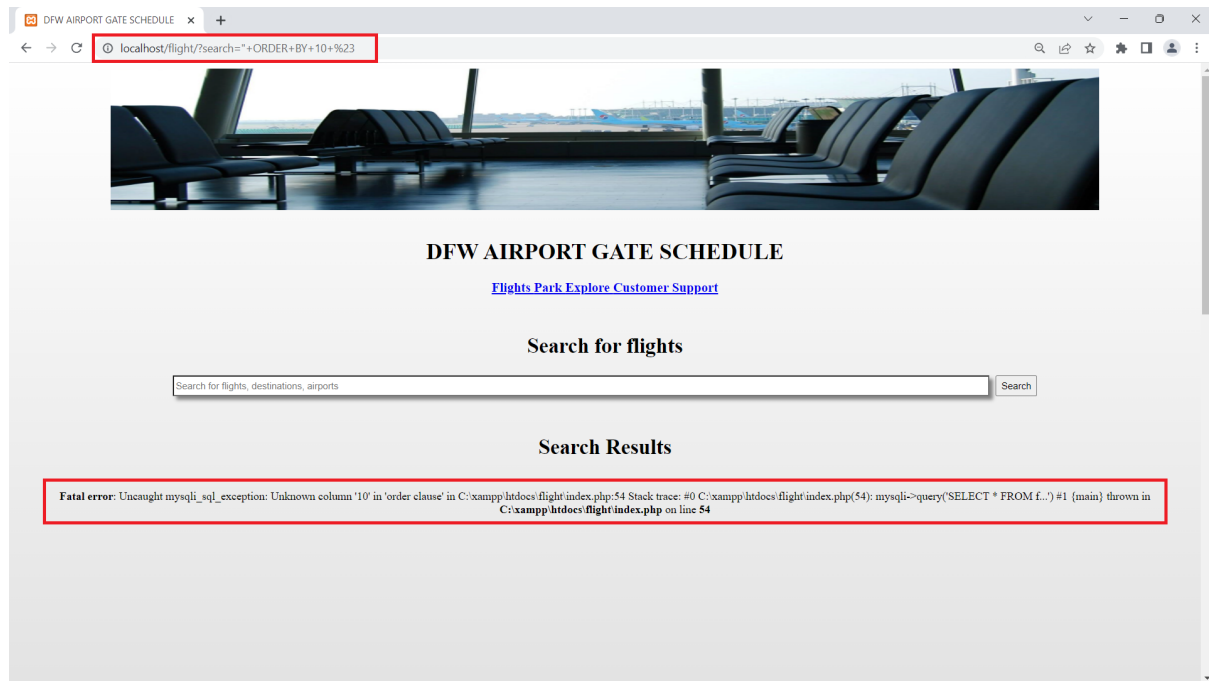 DFW AIRPORT GATE SCHEDULE
localhost/flight/?search="+ORDER+BY+10+%23
DFW AIRPORT GATE SCHEDULE
Flights Park Explore Customer Support
Search for flights
Search for flights, destinations, airports
Search
Search Results
Fatal error: Uncaught mysqli_sql_exception: Unknown column '10' in 'order clause' in C:\xampp\htdocs\flight\index.php:54 Stack trace: #0 C:\xampp\htdocs\flight\index.php(54): mysqli->query('SELECT * FROM f...') #1 {main} thrown in
C:\xampp\htdocs\flight\index.php on line 54